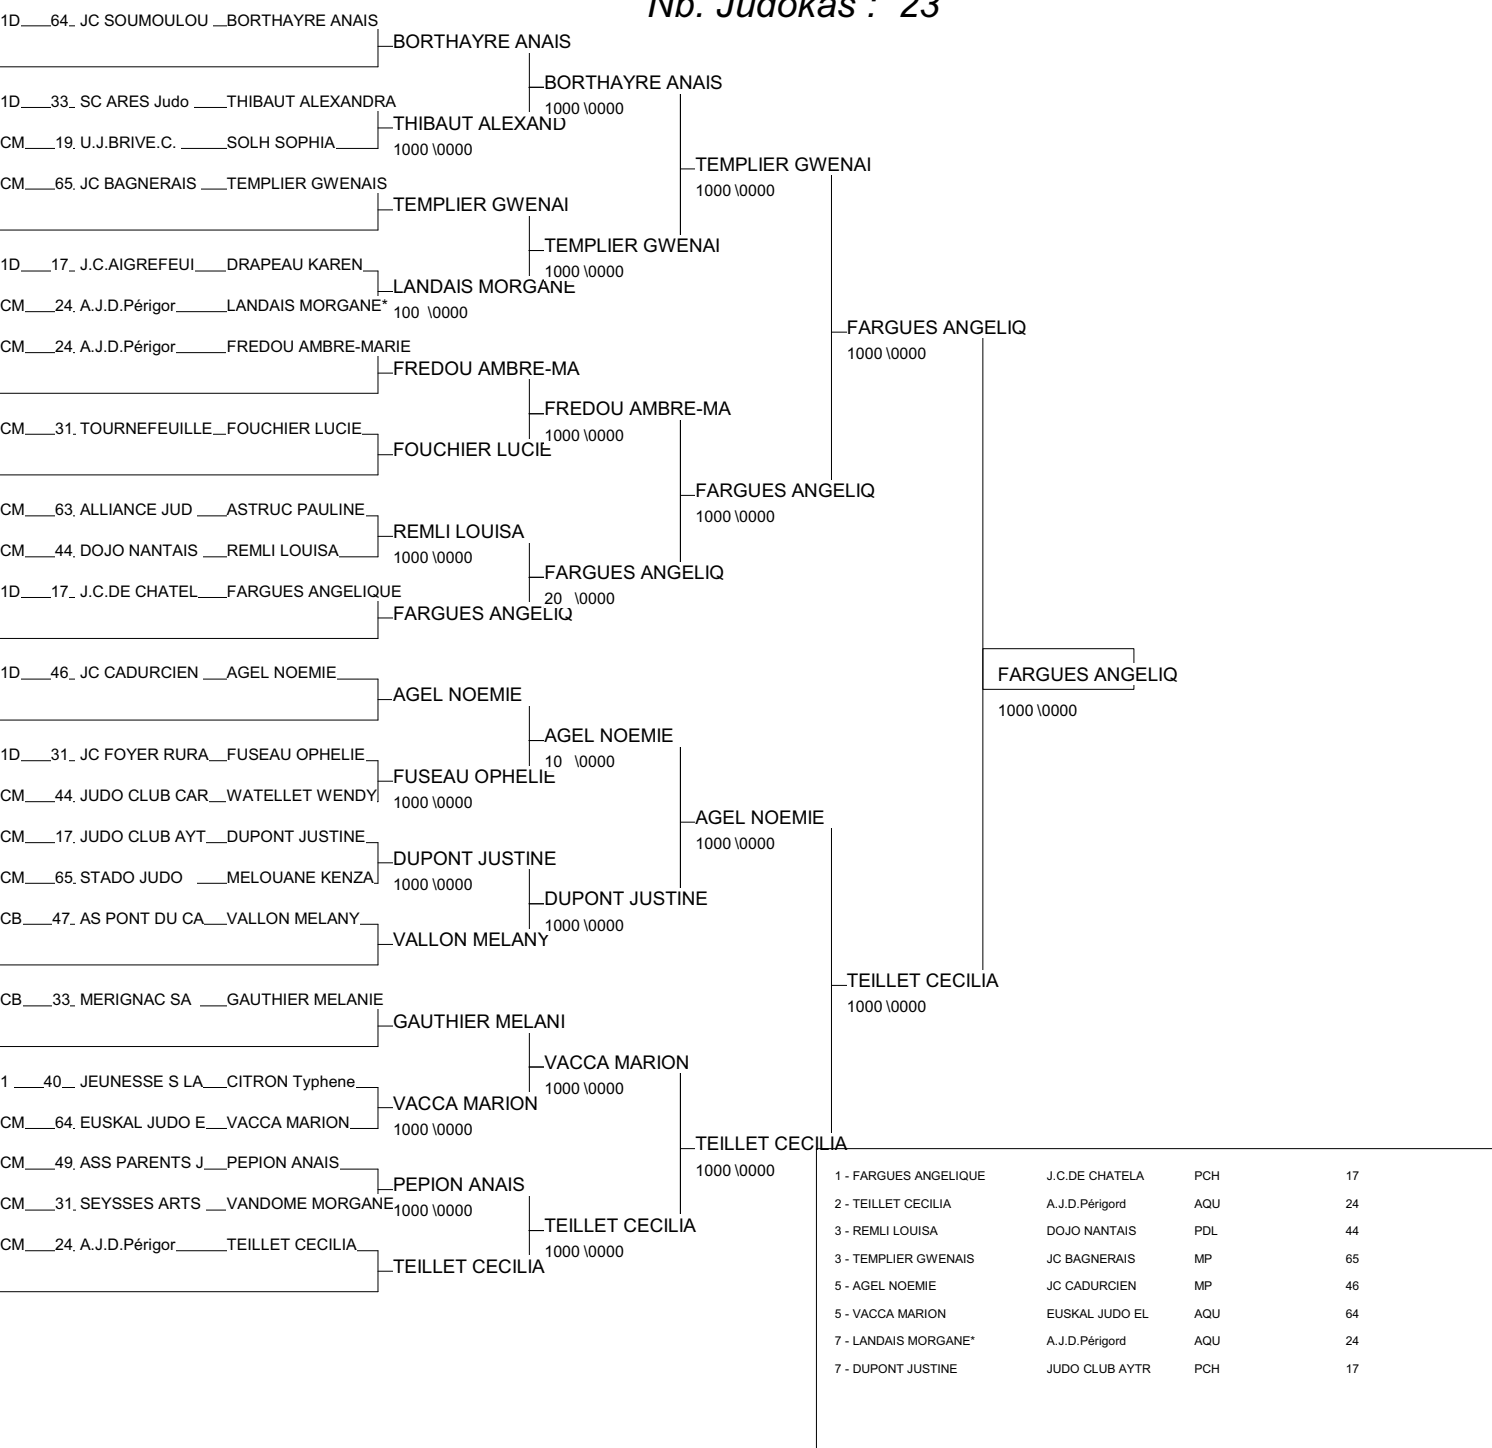 Nb. Judokas : 23
1D 64 JC SOUMOULOU BORTHAYRE ANAIS
BORTHAYRE ANAIS
BORTHAYRE ANAIS
1000 \0000
1D 33 SC ARES Judo THIBAUT ALEXANDRA
THIBAUT ALEXAND
1000 \0000
CM 19 U.J.BRIVE.C. SOLH SOPHIA
TEMPLIER GWENAI
1000 \0000
CM 65 JC BAGNERAIS TEMPLIER GWENAIS
TEMPLIER GWENAI
TEMPLIER GWENAI
1000 \0000
1D 17 J.C.AIGREFEUI DRAPEAU KAREN
LANDAIS MORGANE
100 \0000
CM 24 A.J.D.Périgor LANDAIS MORGANE*
FARGUES ANGELIQ
1000 \0000
CM 24 A.J.D.Périgor FREDOU AMBRE-MARIE
FREDOU AMBRE-MA
FREDOU AMBRE-MA
1000 \0000
CM 31 TOURNEFEUILLE FOUCHIER LUCIE
FOUCHIER LUCIE
FARGUES ANGELIQ
1000 \0000
CM 63 ALLIANCE JUD ASTRUC PAULINE
REMLI LOUISA
1000 \0000
CM 44 DOJO NANTAIS REMLI LOUISA
FARGUES ANGELIQ
20 \0000
1D 17 J.C.DE CHATEL FARGUES ANGELIQUE
FARGUES ANGELIQ
FARGUES ANGELIQ
1000 \0000
1D 46 JC CADURCIEN AGEL NOEMIE
AGEL NOEMIE
AGEL NOEMIE
10 \0000
1D 31 JC FOYER RURA FUSEAU OPHELIE
FUSEAU OPHELIE
1000 \0000
CM 44 JUDO CLUB CAR WATELLET WENDY
AGEL NOEMIE
1000 \0000
CM 17 JUDO CLUB AYT DUPONT JUSTINE
DUPONT JUSTINE
1000 \0000
CM 65 STADO JUDO MELOUANE KENZA
DUPONT JUSTINE
1000 \0000
CB 47 AS PONT DU CA VALLON MELANY
VALLON MELANY
TEILLET CECILIA
1000 \0000
CB 33 MERIGNAC SA GAUTHIER MELANIE
GAUTHIER MELANI
VACCA MARION
1000 \0000
1 40 JEUNESSE S LA CITRON Typhene
VACCA MARION
1000 \0000
CM 64 EUSKAL JUDO E VACCA MARION
TEILLET CECILIA
1000 \0000
CM 49 ASS PARENTS J PEPION ANAIS
PEPION ANAIS
1000 \0000
CM 31 SEYSSES ARTS VANDOME MORGANE
TEILLET CECILIA
1000 \0000
CM 24 A.J.D.Périgor TEILLET CECILIA
TEILLET CECILIA
1 - FARGUES ANGELIQUE J.C.DE CHATELA PCH 17
2 - TEILLET CECILIA A.J.D.Périgord AQU 24
3 - REMLI LOUISA DOJO NANTAIS PDL 44
3 - TEMPLIER GWENAIS JC BAGNERAIS MP 65
5 - AGEL NOEMIE JC CADURCIEN MP 46
5 - VACCA MARION EUSKAL JUDO EL AQU 64
7 - LANDAIS MORGANE* A.J.D.Périgord AQU 24
7 - DUPONT JUSTINE JUDO CLUB AYTR PCH 17